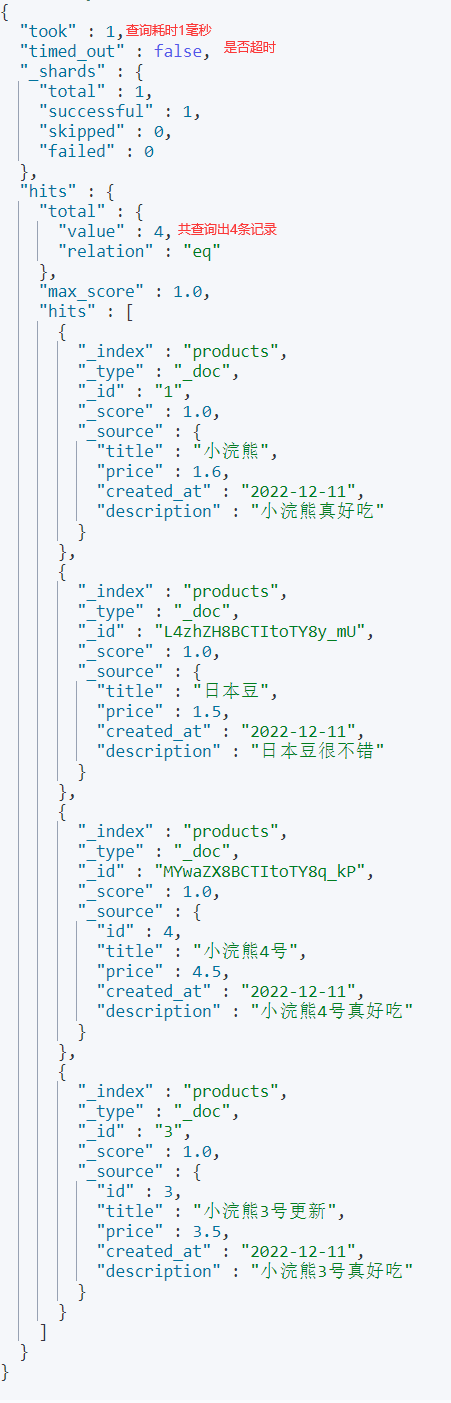 {
  "took" : 1, 查询耗时1毫秒
  "timed_out" : false, 是否超时
  "_shards" : {
    "total" : 1,
    "successful" : 1,
    "skipped" : 0,
    "failed" : 0
  },
  "hits" : {
    "total" : {
      "value" : 4, 共查询出4条记录
      "relation" : "eq"
    },
    "max_score" : 1.0,
    "hits" : [
      {
        "_index" : "products",
        "_type" : "_doc",
        "_id" : "1",
        "_score" : 1.0,
        "_source" : {
          "title" : "小浣熊",
          "price" : 1.6,
          "created_at" : "2022-12-11",
          "description" : "小浣熊真好吃"
        }
      },
      {
        "_index" : "products",
        "_type" : "_doc",
        "_id" : "L4zhZH8BCTItoTY8y_mU",
        "_score" : 1.0,
        "_source" : {
          "title" : "日本豆",
          "price" : 1.5,
          "created_at" : "2022-12-11",
          "description" : "日本豆很不错"
        }
      },
      {
        "_index" : "products",
        "_type" : "_doc",
        "_id" : "MYwaZX8BCTItoTY8q_kP",
        "_score" : 1.0,
        "_source" : {
          "id" : 4,
          "title" : "小浣熊4号",
          "price" : 4.5,
          "created_at" : "2022-12-11",
          "description" : "小浣熊4号真好吃"
        }
      },
      {
        "_index" : "products",
        "_type" : "_doc",
        "_id" : "3",
        "_score" : 1.0,
        "_source" : {
          "id" : 3,
          "title" : "小浣熊3号更新",
          "price" : 3.5,
          "created_at" : "2022-12-11",
          "description" : "小浣熊3号真好吃"
        }
      }
    ]
  }
}